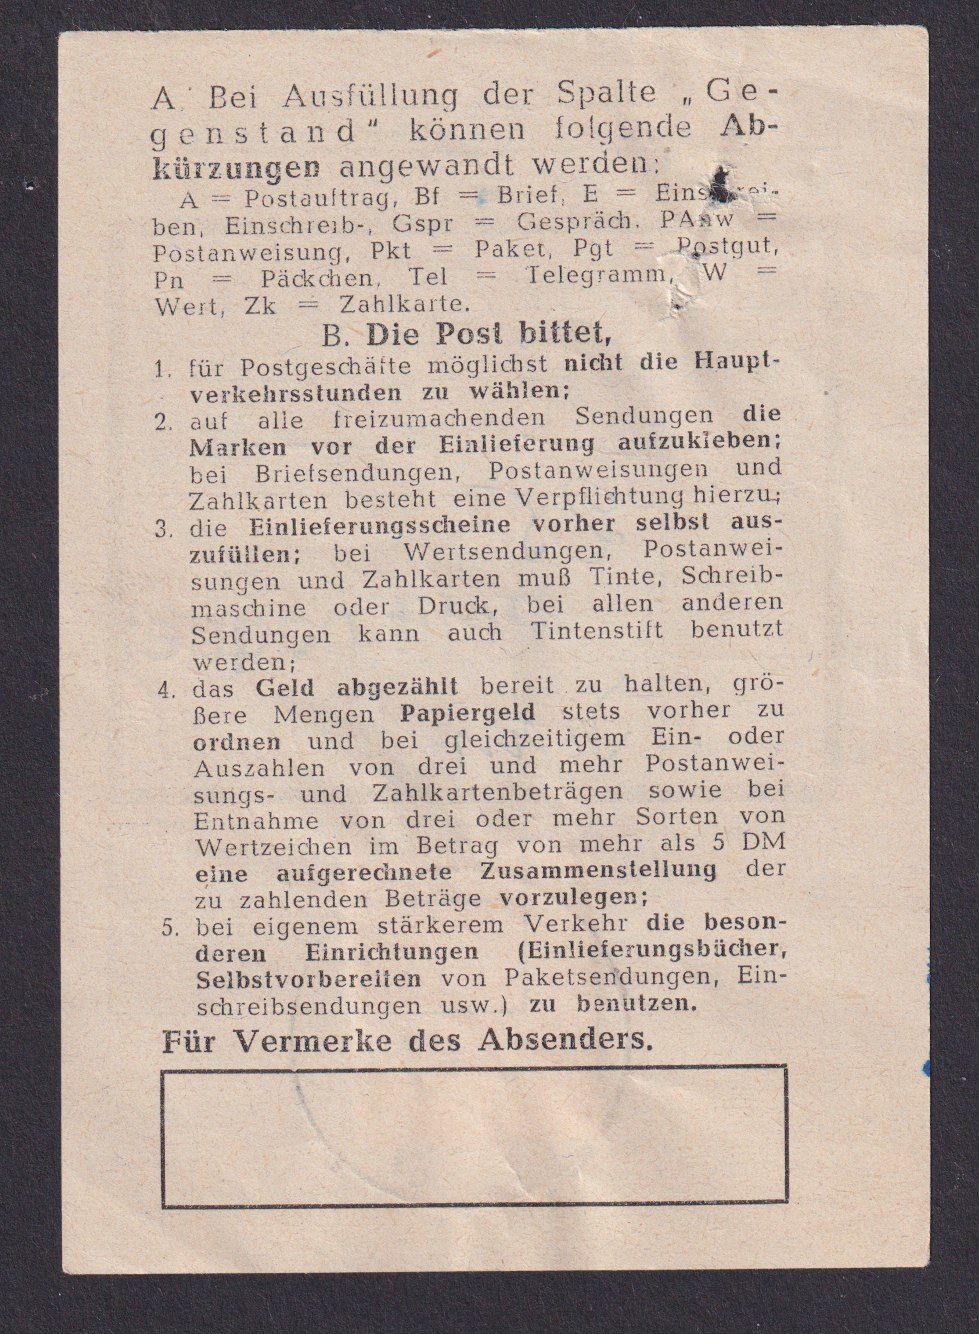 A. Bei Ausfüllung der Spalte „Ge-
genstand“ können folgende Ab-
kürzungen angewandt werden:
A = Postauftrag, Bf = Brief, E = Einschrei-
ben, Einschreib-, Gspr = Gespräch, PAnw =
Postanweisung, Pkt = Paket, Pgt = Postgut,
Pn = Päckchen, Tel = Telegramm, W =
Wert, Zk = Zahlkarte.
B. Die Post bittet,
1. für Postgeschäfte möglichst nicht die Haupt-
verkehrsstunden zu wählen;
2. auf alle freizumachenden Sendungen die
Marken vor der Einlieferung aufzukleben;
bei Briefsendungen, Postanweisungen und
Zahlkarten besteht eine Verpflichtung hierzu;
3. die Einlieferungsscheine vorher selbst aus-
zufüllen; bei Wertsendungen, Postanwei-
sungen und Zahlkarten muß Tinte, Schreib-
maschine oder Druck, bei allen anderen
Sendungen kann auch Tintenstift benutzt
werden;
4. das Geld abgezählt bereit zu halten, grö-
ßere Mengen Papiergeld stets vorher zu
ordnen und bei gleichzeitigem Ein- oder
Auszahlen von drei und mehr Postanwei-
sungs- und Zahlkartenbeträgen sowie bei
Entnahme von drei oder mehr Sorten von
Wertzeichen im Betrag von mehr als 5 DM
eine aufgerechnete Zusammenstellung der
zu zahlenden Beträge vorzulegen;
5. bei eigenem stärkerem Verkehr die beson-
deren Einrichtungen (Einlieferungsbücher,
Selbstvorbereiten von Paketsendungen, Ein-
schreibsendungen usw.) zu benutzen.
Für Vermerke des Absenders.